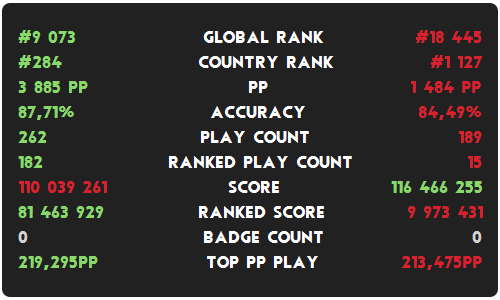 #9 073 GLOBAL RANK #18 445
#284 COUNTRY RANK #1 127
3 885 PP PP 1 484 PP
87,71% ACCURACY 84,49%
262 PLAY COUNT 189
182 RANKED PLAY COUNT 15
110 039 261 SCORE 116 466 255
81 463 929 RANKED SCORE 9 973 431
0 BADGE COUNT 0
219,295PP TOP PP PLAY 213,475PP